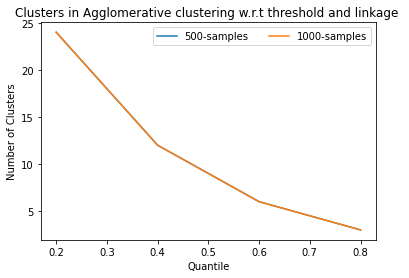 Clusters in Agglomerative clustering w.r.t threshold and linkage
500-samples 1000-samples
25
20
15
10
5
Number of Clusters
0.2 0.3 0.4 0.5 0.6 0.7 0.8
Quantile